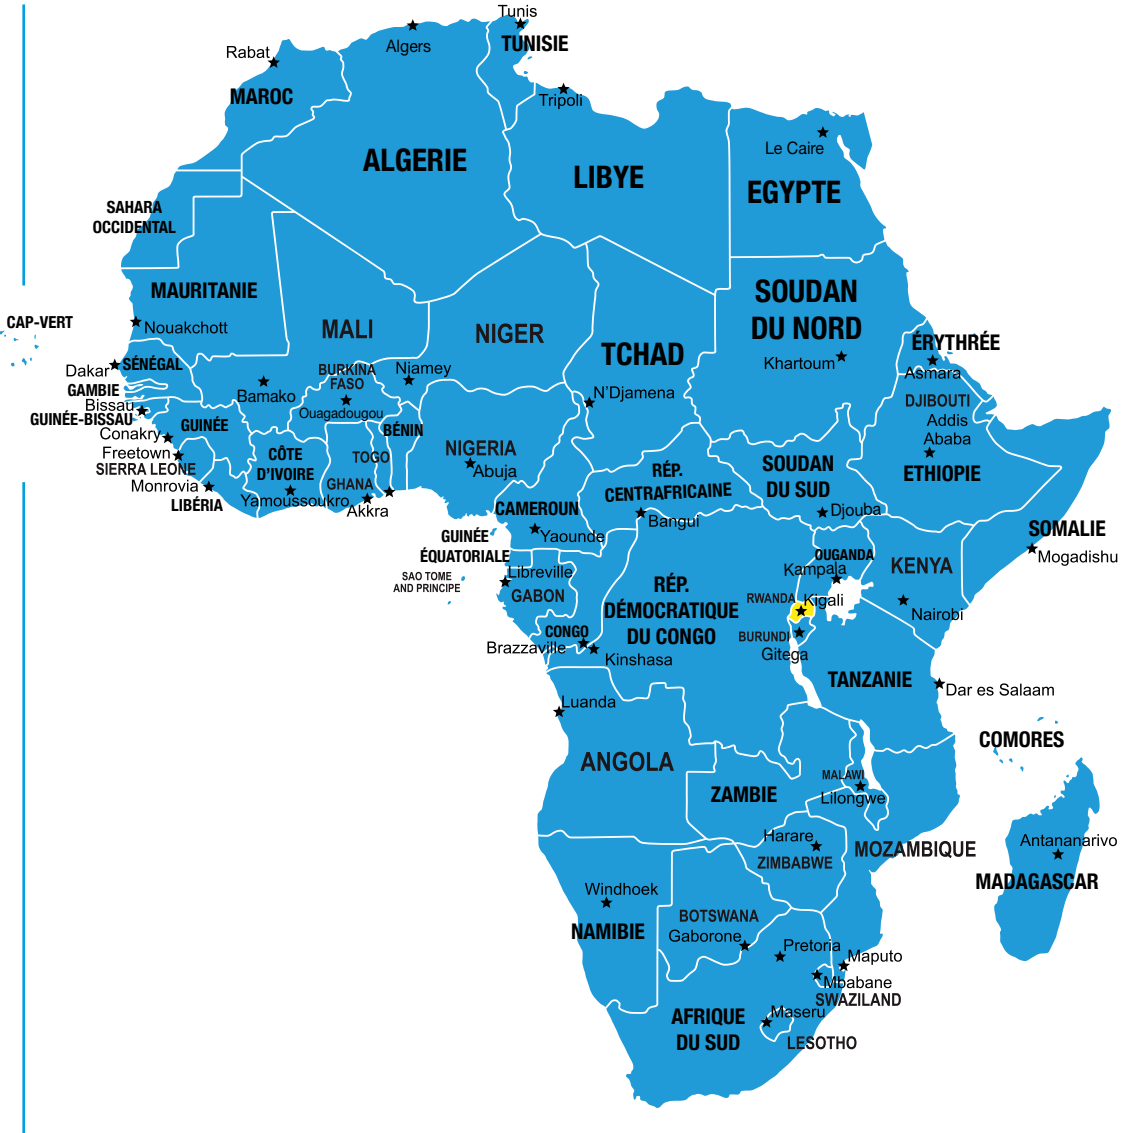 Tunis
TUNISIE
Algers
Rabat
MAROC
Tripoli
ALGERIE
LIBYE
Le Caire
EGYPTE
SAHARA
OCCIDENTAL
MAURITANIE
Nouakchott
CAP-VERT
MALI
NIGER
TCHAD
SOUDAN
DU NORD
Khartoum
ÉRYTHRÉE
Asmara
Dakar
SÉNÉGAL
GAMBIE
Bissau
GUINÉE-BISSAU
Bamako
BURKINA
FASO
Ouagadougou
Njamey
N'Djamena
DJIBOUTI
Addis
Ababa
ETHIOPIE
Conakry
GUINÉE
Freetown
SIERRA LEONE
Monrovia
LIBÉRIA
CÔTE
D'IVOIRE
Yamoussoukro
BÉNIN
TOGO
GHANA
Akkra
NIGERIA
Abuja
RÉP.
CENTRAFRICAINE
Bangui
SOUDAN
DU SUD
Djouba
CAMEROUN
Yaounde
GUINÉE
ÉQUATORIALE
SAO TOME
AND PRINCIPE
Libreville
GABON
CONGO
Brazzaville
Kinshasa
RÉP.
DÉMOCRATIQUE
DU CONGO
OUGANDA
Kampala
KENYA
Nairobi
SOMALIE
Mogadishu
RWANDA
Kigali
BURUNDI
Gitega
TANZANIE
Dar es Salaam
Luanda
ANGOLA
COMORES
ZAMBIE
MALAWI
Lilongwe
Harare
ZIMBABWE
MOZAMBIQUE
Antananarivo
MADAGASCAR
Windhoek
NAMIBIE
BOTSWANA
Gaborone
Pretoria
Maputo
Mbabane
SWAZILAND
AFRIQUE
DU SUD
Maseru
LESOTHO